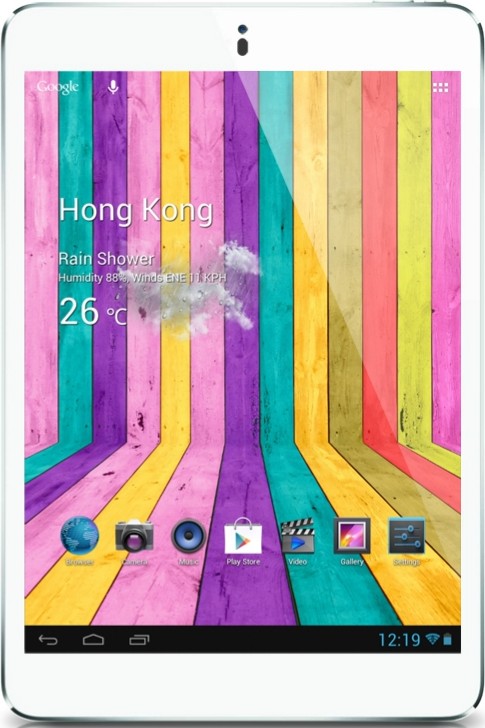 Google
Hong Kong
Rain Shower
Humidity 88%, Winds ENE 11 KPH
26 °C
Browser
Camera
Music
Play Store
Video
Gallery
Settings
12:19